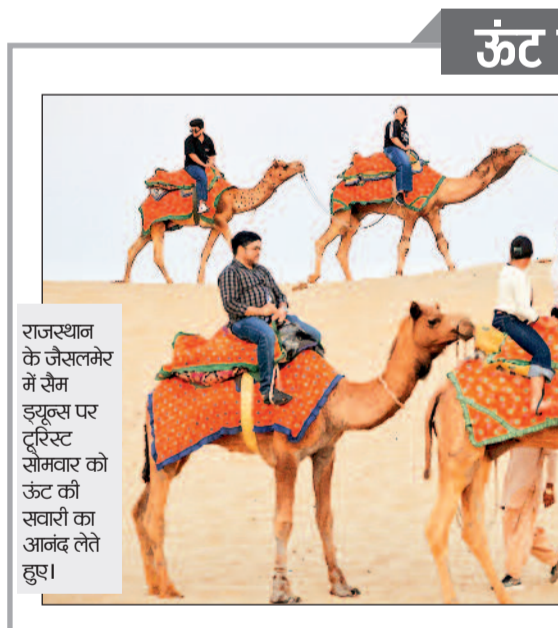 ऊंट
राजस्थान
के जैसलमेर
में सैम
ड्यून्स पर
टूरिस्ट
सोमवार को
ऊंट की
सवारी का
आनंद लेते
हुए।